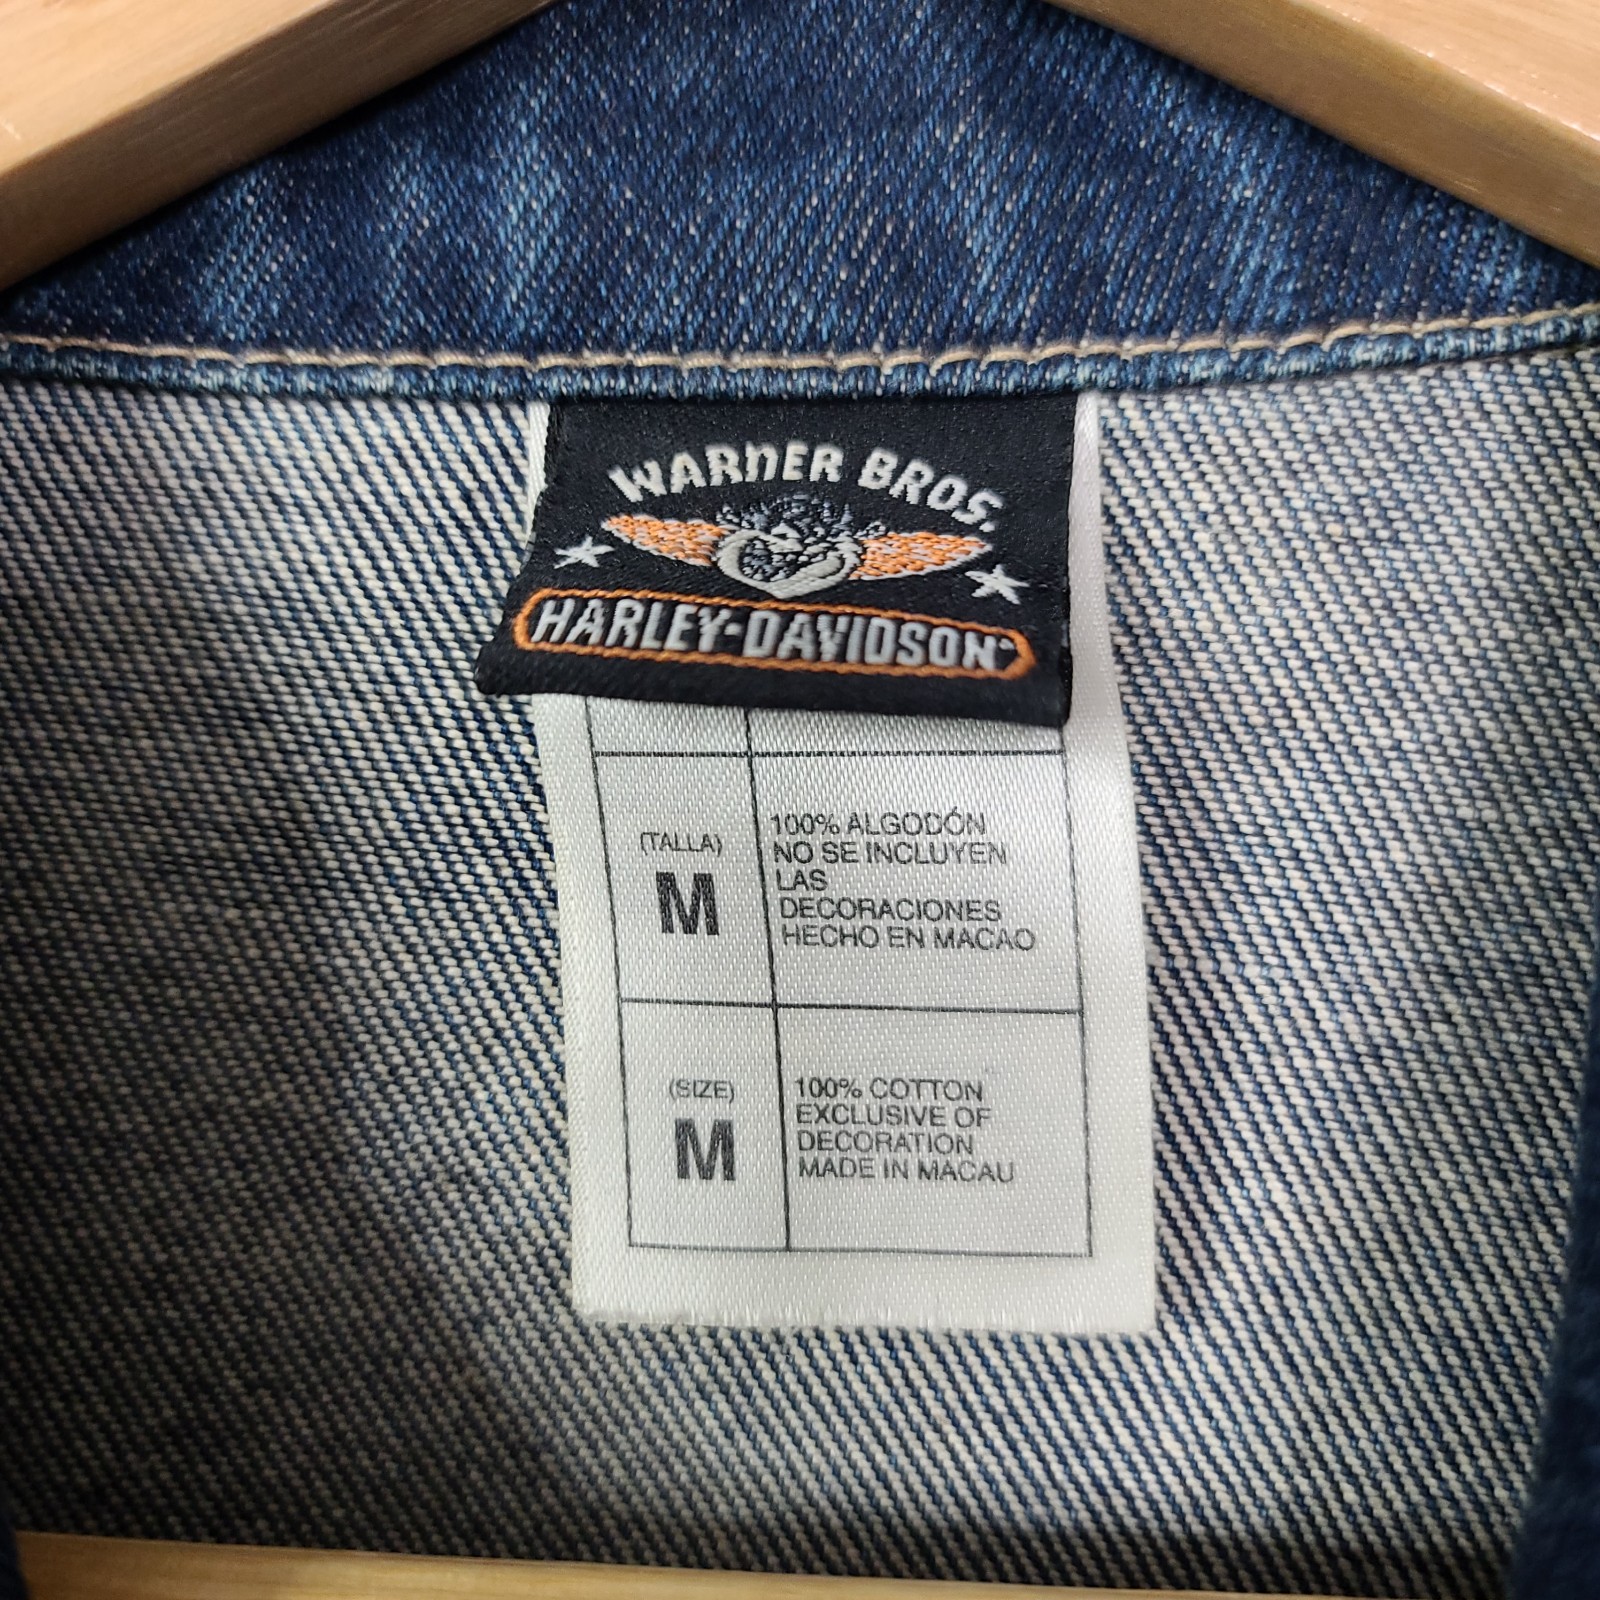 WARNER BROS.
HARLEY-DAVIDSON
(TALLA)
M
100% ALGODÓN
NO SE INCLUYEN
LAS
DECORACIONES
HECHO EN MACAO
(SIZE)
M
100% COTTON
EXCLUSIVE OF
DECORATION
MADE IN MACAU